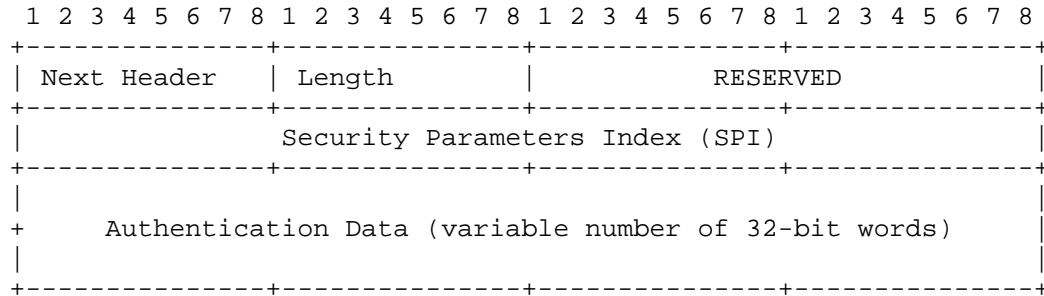 1 2 3 4 5 6 7 8 1 2 3 4 5 6 7 8 1 2 3 4 5 6 7 8 1 2 3 4 5 6 7 8
+---------------+---------------+---------------+---------------+
| Next Header | Length | RESERVED |
+---------------+---------------+---------------+---------------+
| Security Parameters Index (SPI) |
+---------------+---------------+---------------+---------------+
| |
+ Authentication Data (variable number of 32-bit words) |
| |
+---------------+---------------+---------------+---------------+